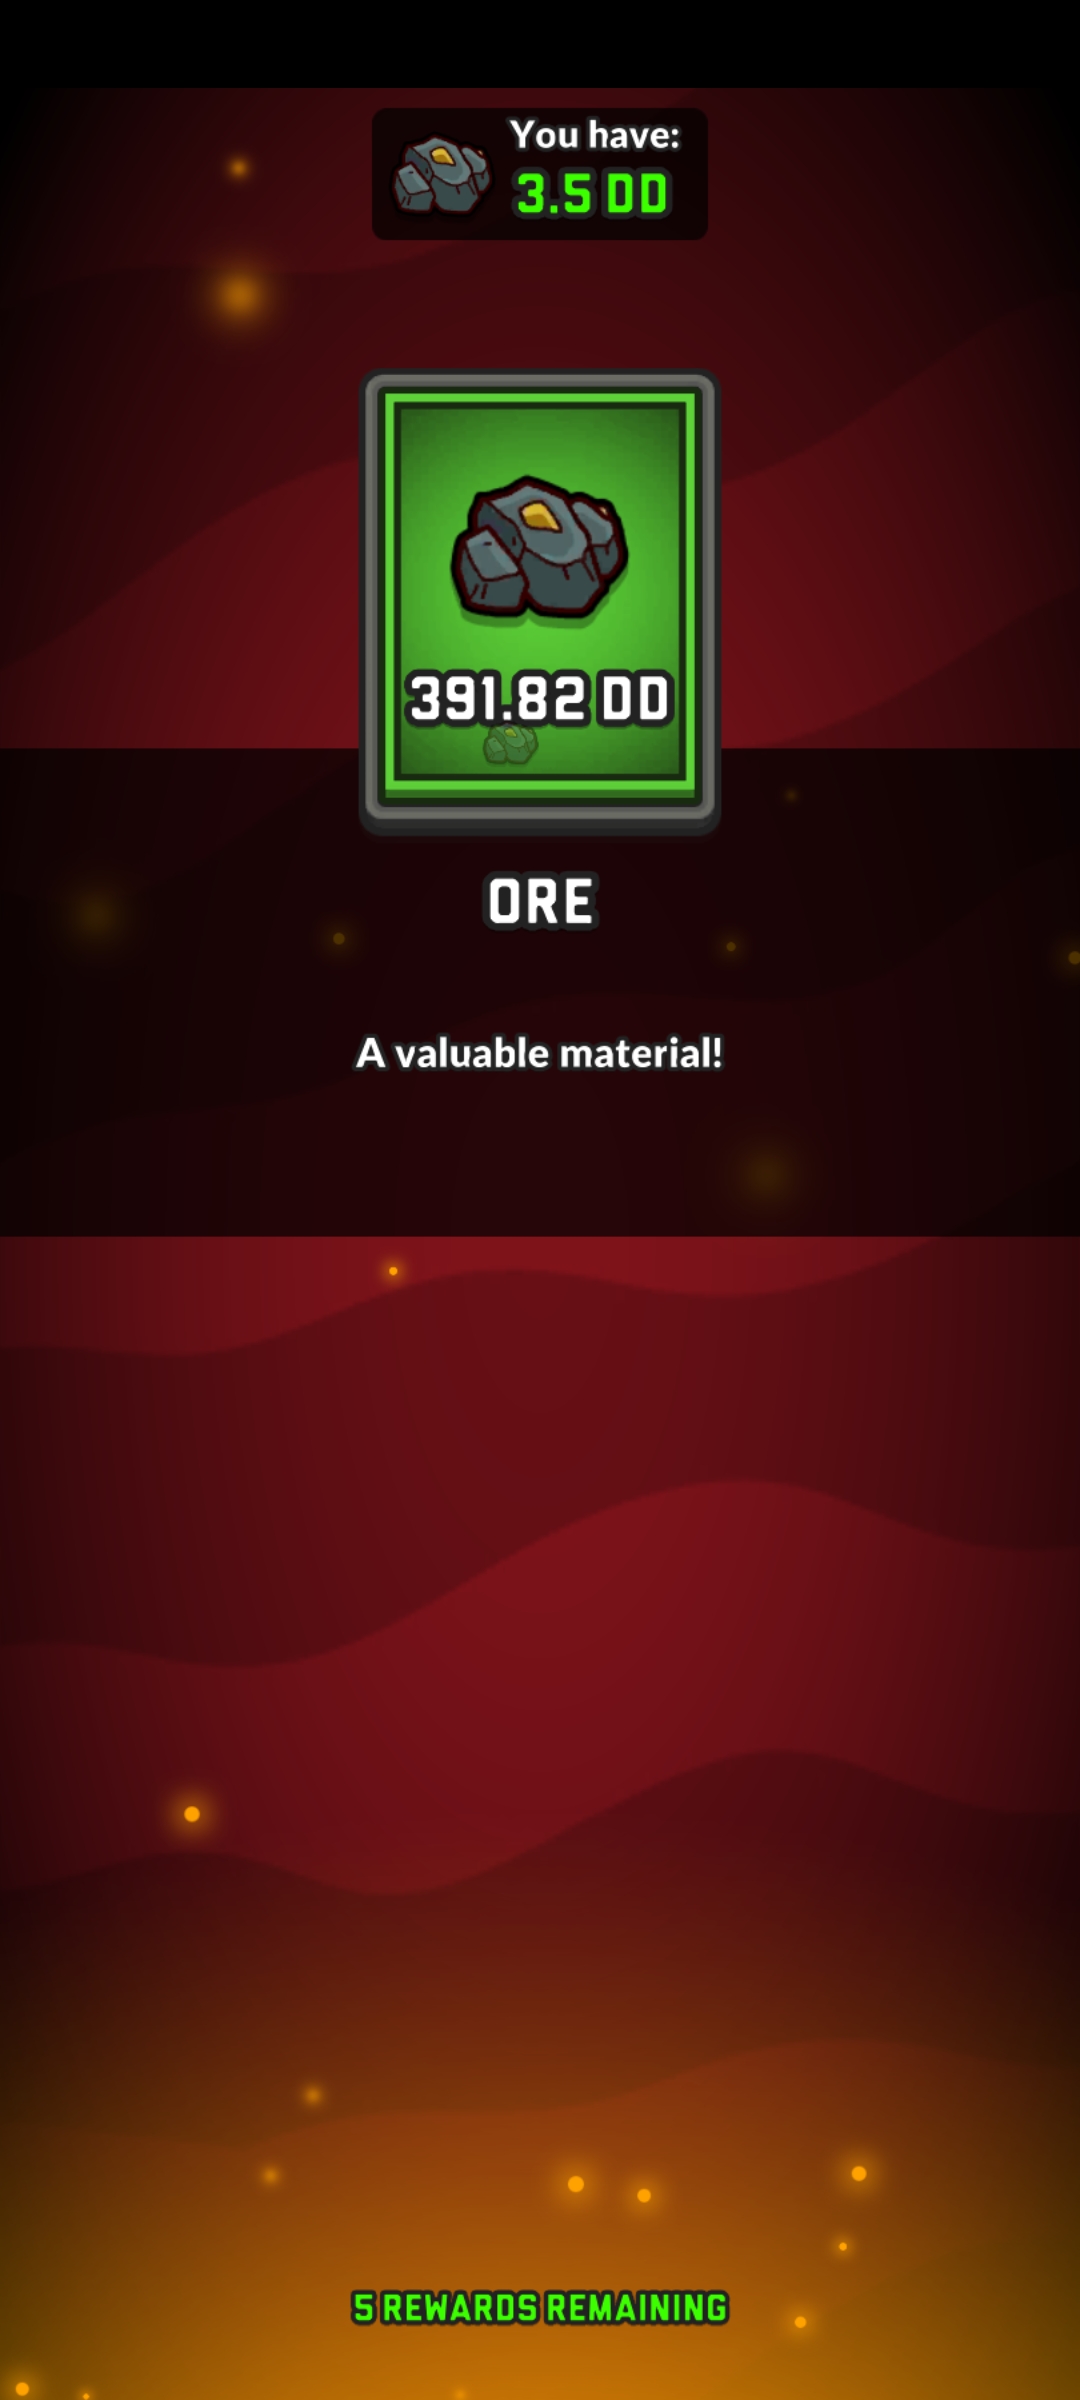 You have:
3.5 DD
391.82 DD
ORE
A valuable material!
5 REWARDS REMAINING